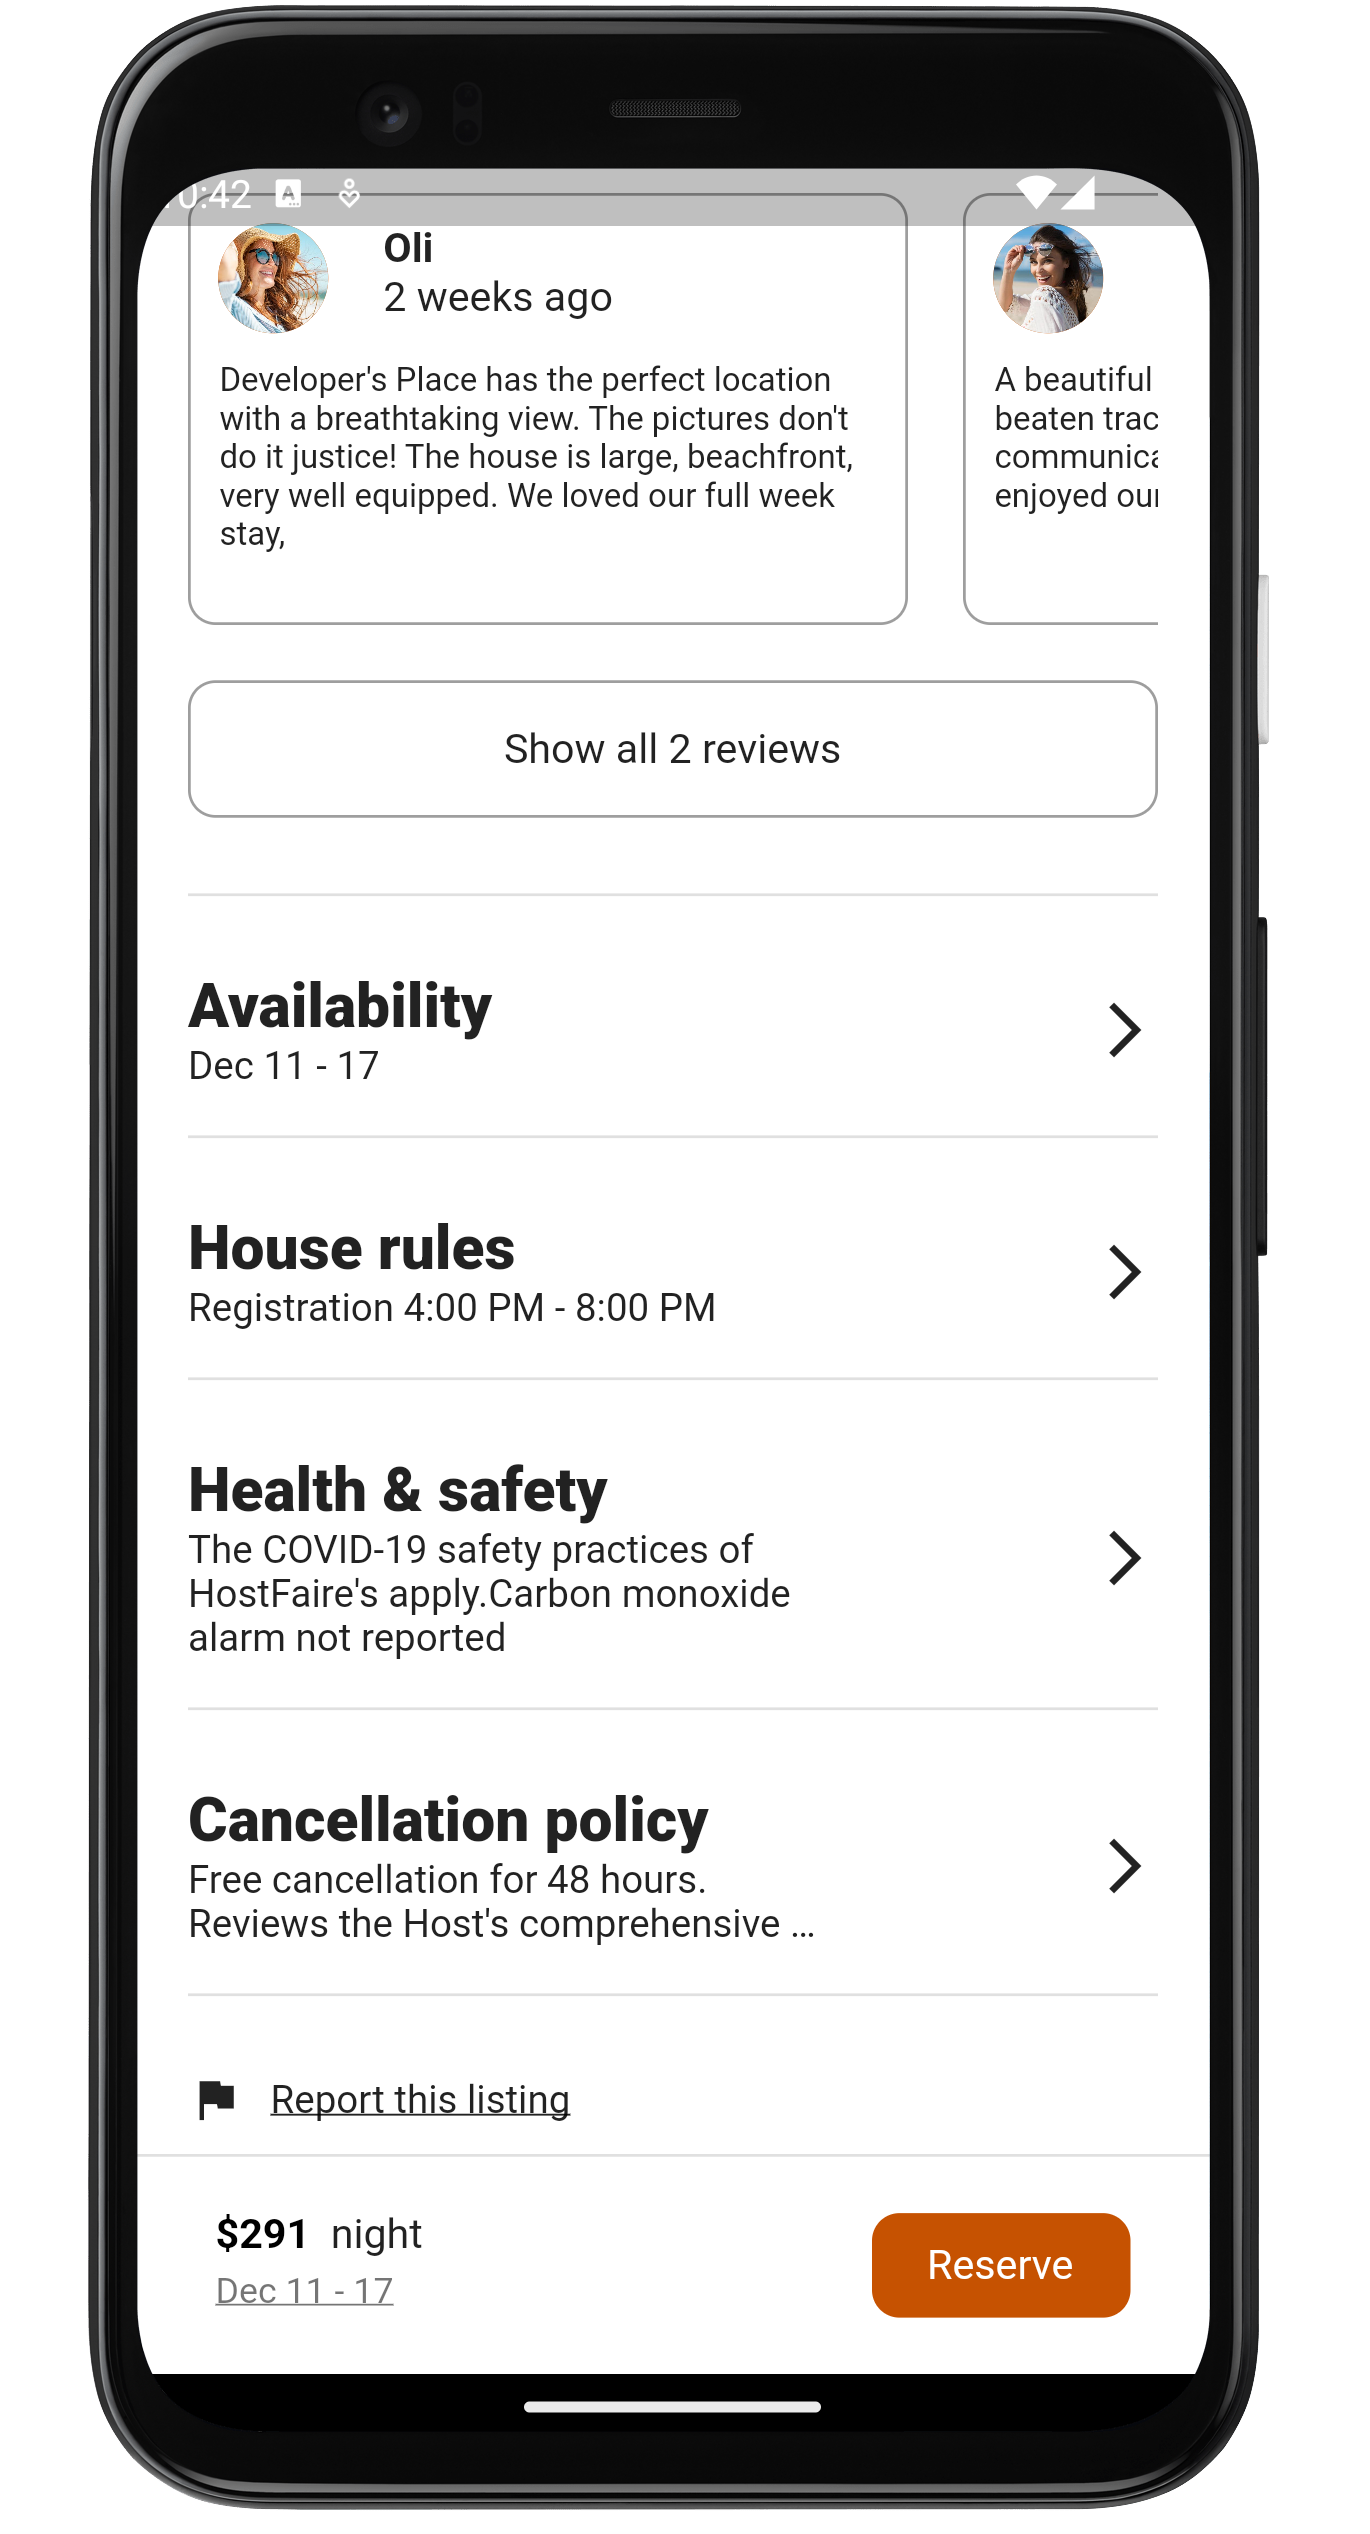 0:42
Oli
2 weeks ago
Developer's Place has the perfect location
with a breathtaking view. The pictures don't
do it justice! The house is large, beachfront,
very well equipped. We loved our full week
stay,
A beautiful
beaten
enjoyed
Show all 2 reviews
Availability
Dec 11 - 17
House rules
Registration 4:00 PM - 8:00 PM
Health & safety
The COVID-19 safety practices of
HostFaire's apply.Carbon monoxide
alarm not reported
Cancellation policy
Free cancellation for 48 hours.
Reviews the Host's comprehensive ...
Report this listing
$291 night
Dec 11 - 17
Reserve